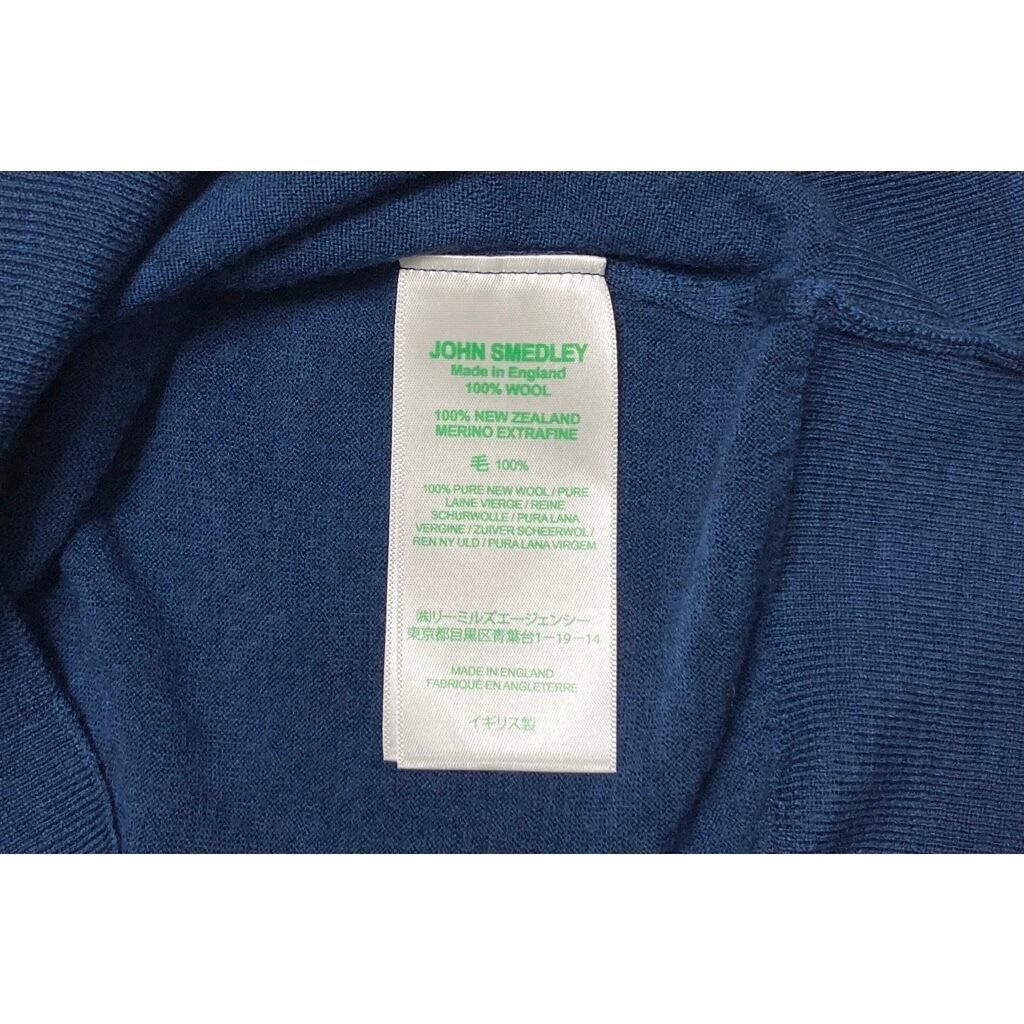 JOHN SMEDLEY
Made in England
100% WOOL
100% NEW ZEALAND
MERINO EXTRAFINE
毛 100%
100% PURE NEW WOOL / PURE
LAINE VIERGE / REINE
SCHURWOLLE / PURA LANA
VERGINE / ZUIVER SCHEERWOL /
REN NY ULD / PURA LANA VIRGEM
㈱リーミルズエージェンシー
東京都目黒区青葉台1-19-14
MADE IN ENGLAND
FABRIQUÉ EN ANGLETERRE
イギリス製